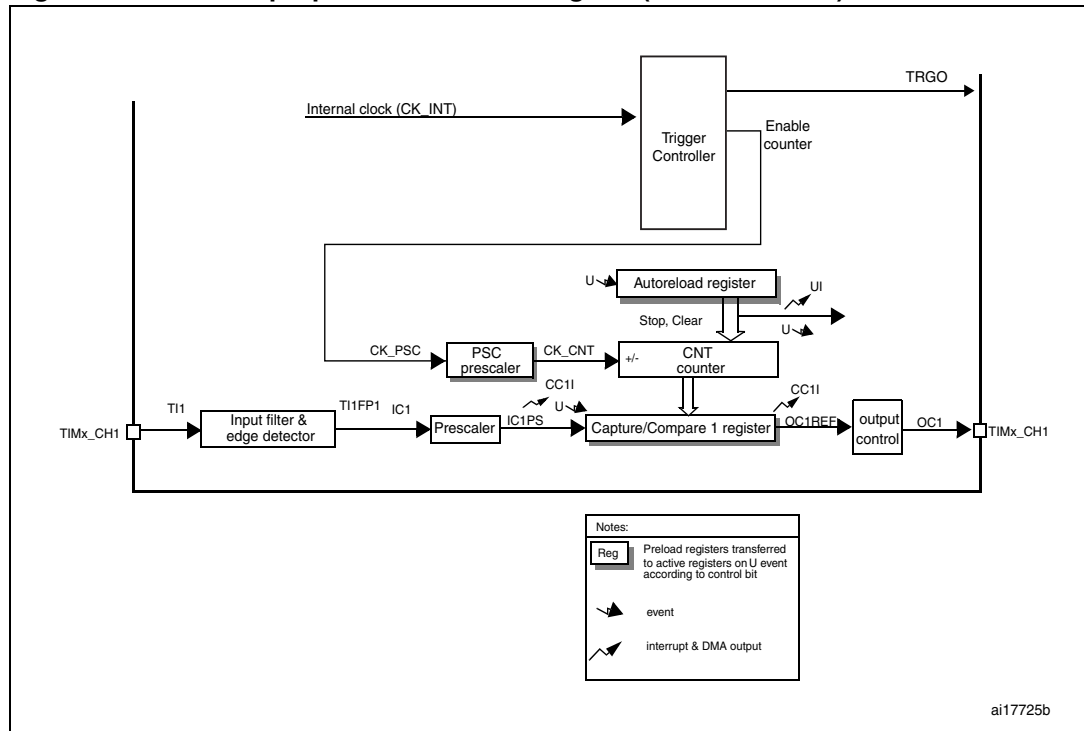 TRGO
Internal clock (CK_INT)
Trigger
Controller
Enable
counter
U
Autoreload register
UI
Stop, Clear
U
CK_PSC
PSC
prescaler
CK_CNT
+/-
CNT
counter
CC1I
U
CC1I
TIMx_CH1
TI1
Input filter &
edge detector
TI1FP1
IC1
Prescaler
IC1PS
Capture/Compare 1 register
OC1REF
output
control
OC1
TIMx_CH1
Notes:
Reg
Preload registers transferred
to active registers on U event
according to control bit
event
interrupt & DMA output
ai17725b